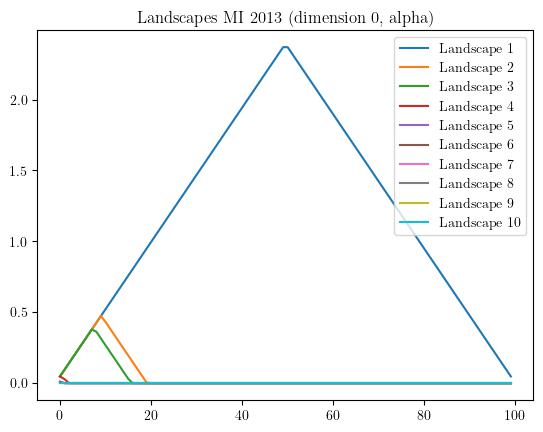 Landscapes MI 2013 (dimension 0, alpha)
Landscape 1
Landscape 2
Landscape 3
Landscape 4
Landscape 5
Landscape 6
Landscape 7
Landscape 8
Landscape 9
Landscape 10
2.0
1.5
1.0
0.5
0.0
0 20 40 60 80 100